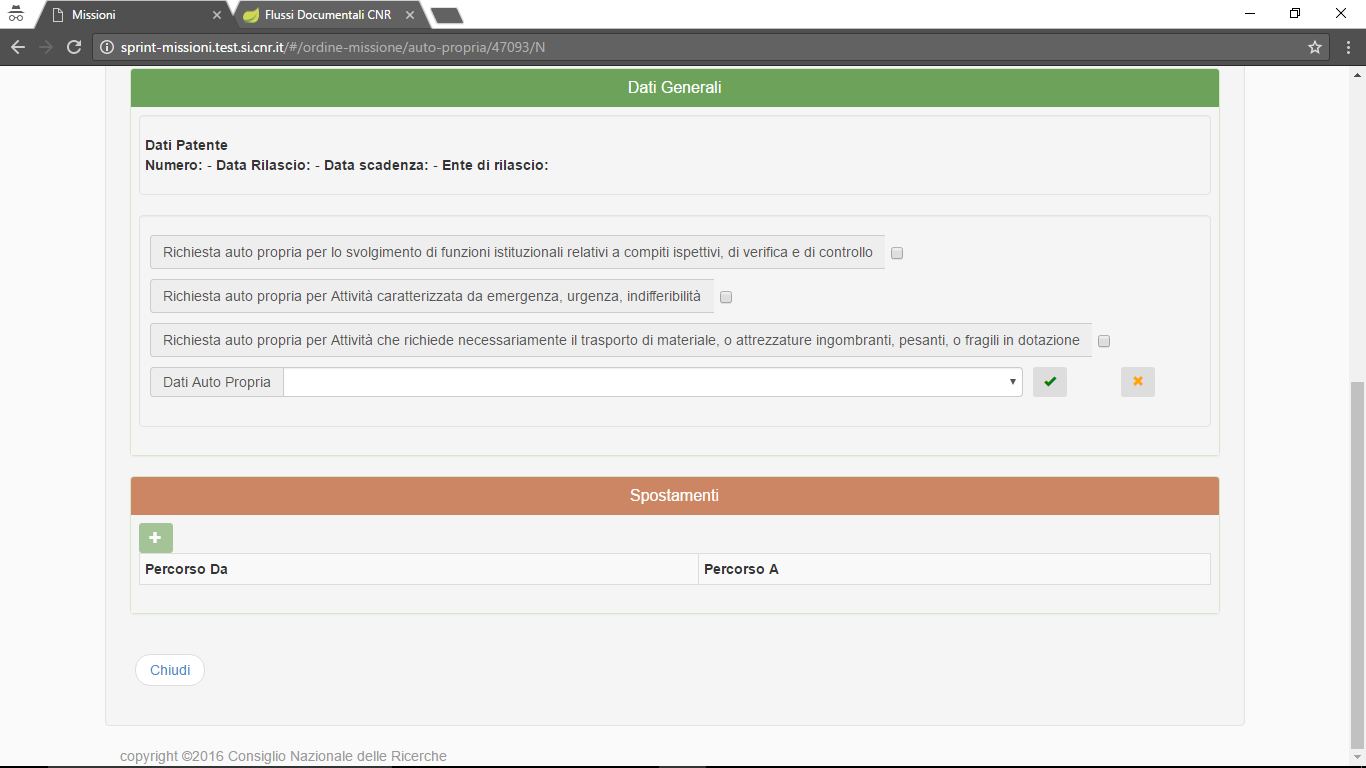 Missioni
Flussi Documentali CNR
sprint-missioni.test.si.cnr.it/#/ordine-missione/auto-propria/47093/N
Dati Generali
Dati Patente
Numero: - Data Rilascio: - Data scadenza: - Ente di rilascio:
Richiesta auto propria per lo svolgimento di funzioni istituzionali relativi a compiti ispettivi, di verifica e di controllo
Richiesta auto propria per Attività caratterizzata da emergenza, urgenza, indifferibilità
Richiesta auto propria per Attività che richiede necessariamente il trasporto di materiale, o attrezzature ingombranti, pesanti, o fragili in dotazione
Dati Auto Propria
Spostamenti
Percorso Da Percorso A
Chiudi
copyright ©2016 Consiglio Nazionale delle Ricerche